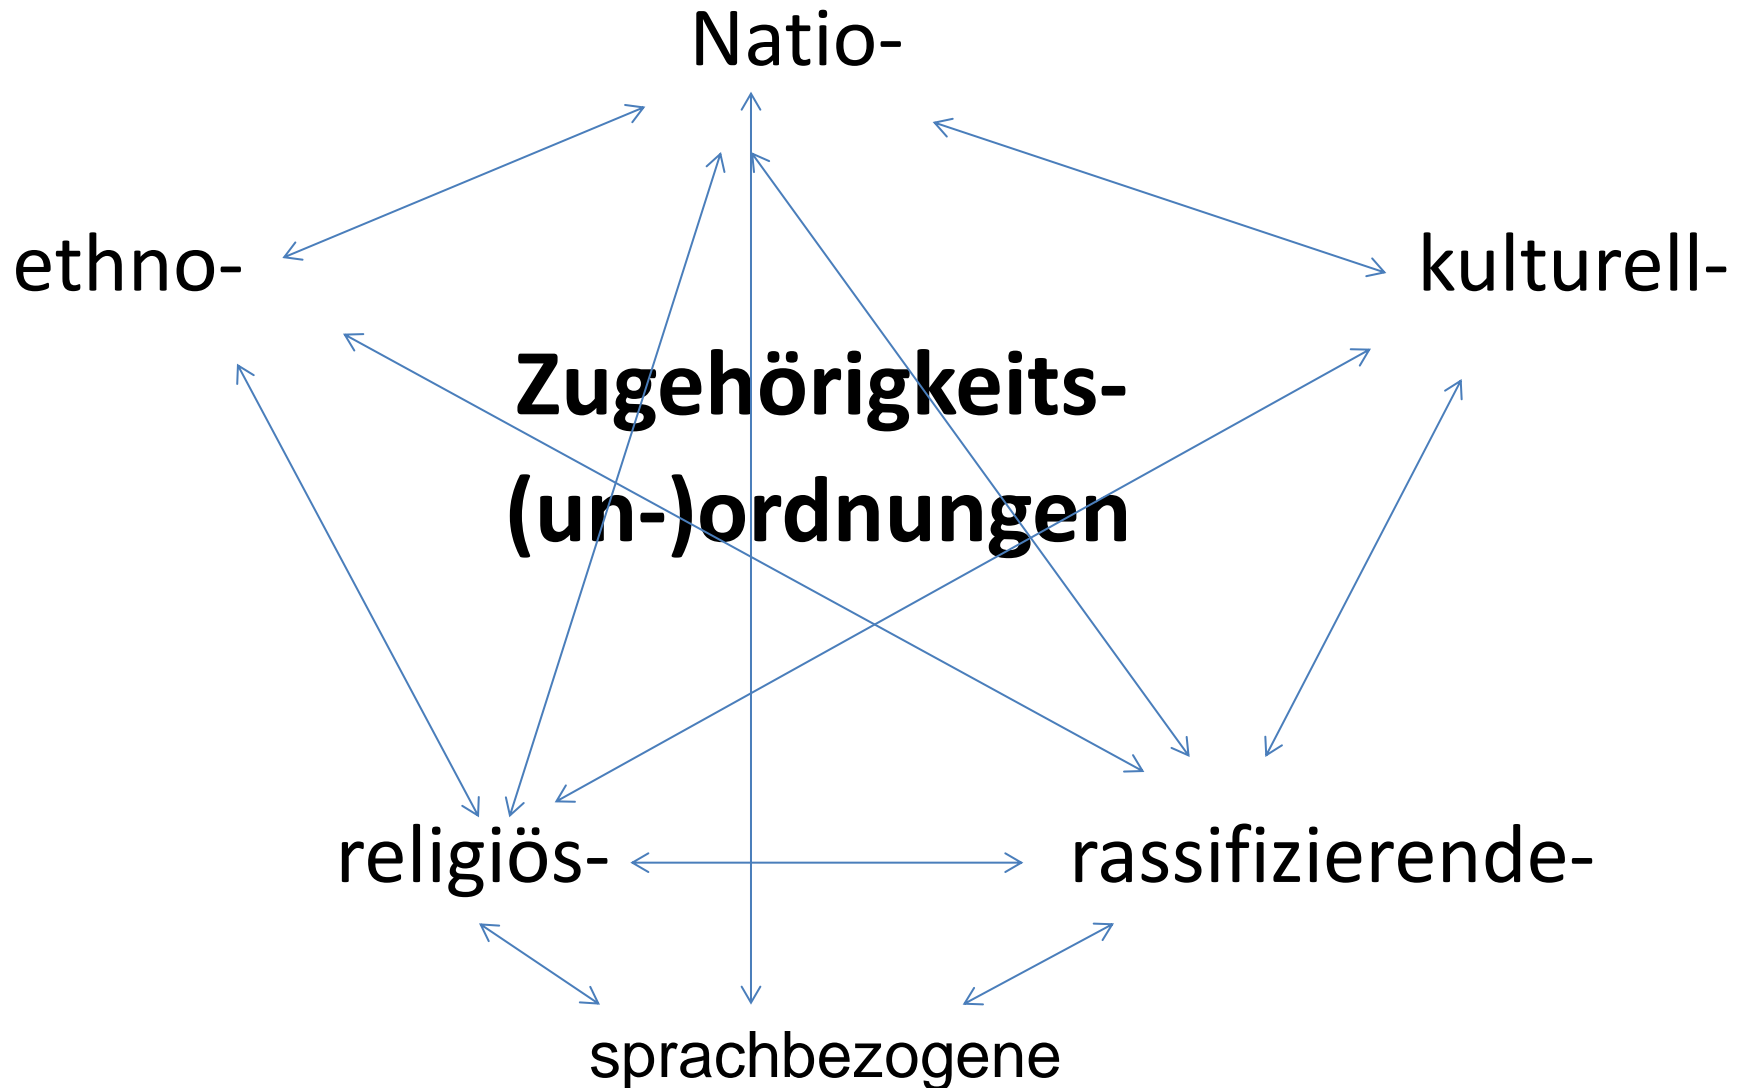 Natio-
ethno-
kulturell-
Zugehörigkeits-
(un-)ordnungen
religiös-
rassifizierende-
sprachbezogene